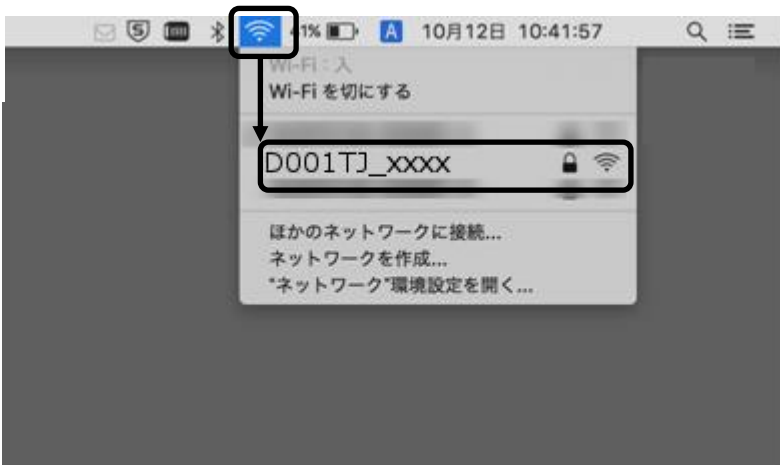 41% A 10月12日 10:41:57
Wi-Fi：入
Wi-Fi を切にする
D001TJ_xxxx
ほかのネットワークに接続...
ネットワークを作成...
"ネットワーク"環境設定を開く...